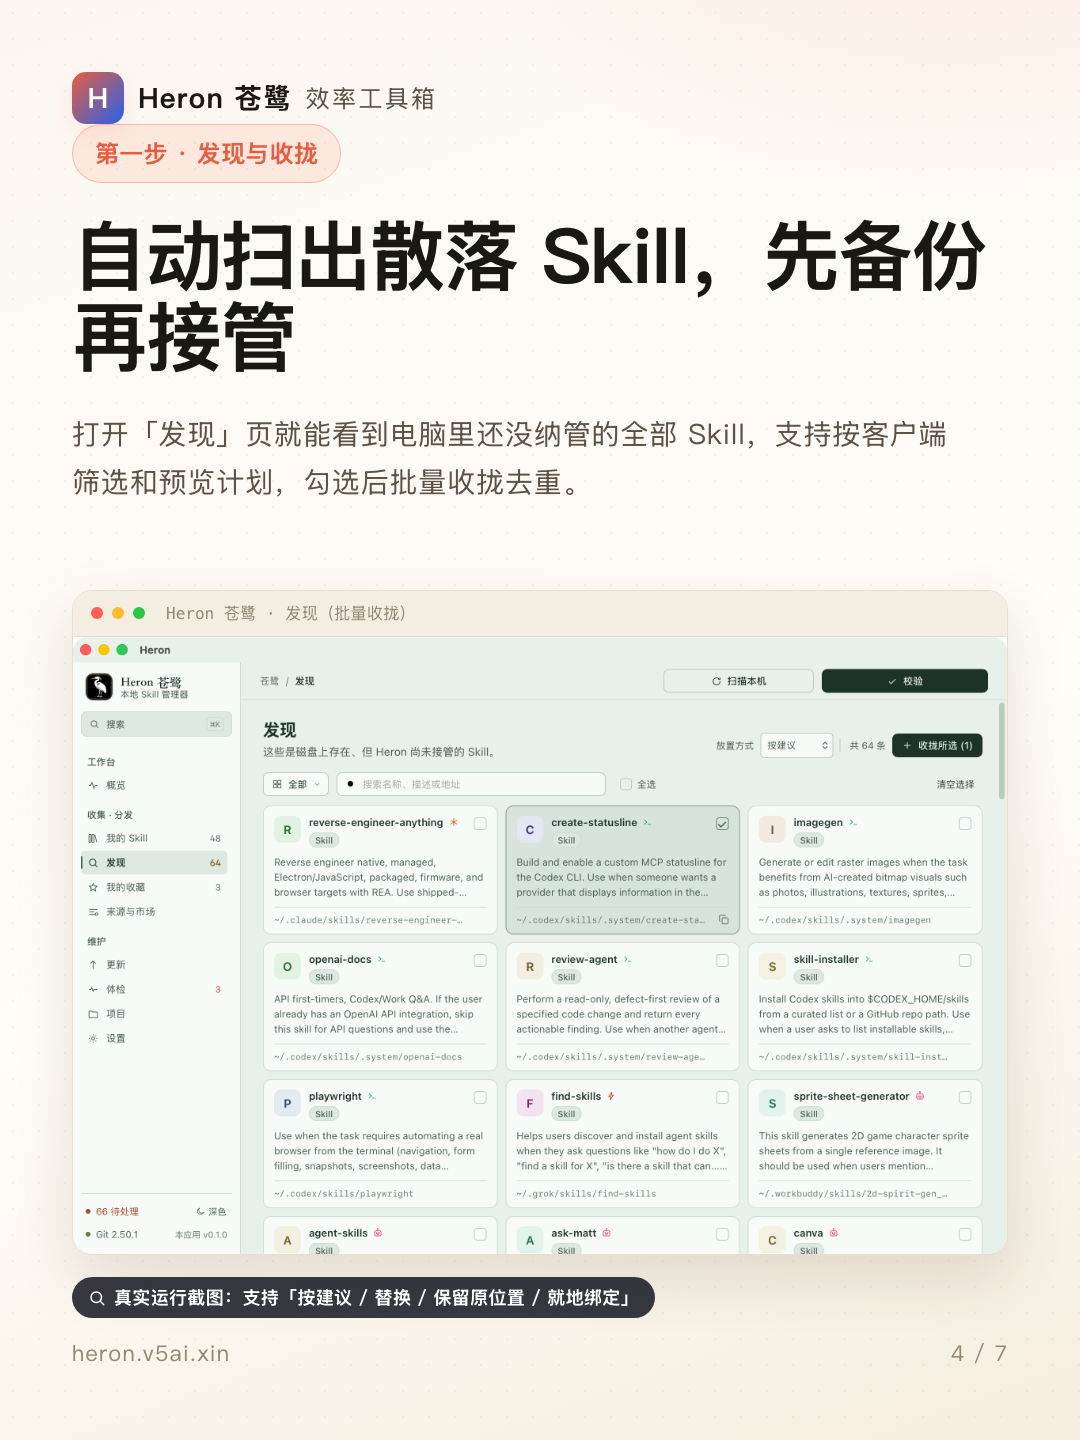 H Heron 苍鹭 效率工具箱
第一步 · 发现与收拢
自动扫出散落 Skill，先备份
再接管
打开「发现」页就能看到电脑里还没纳管的全部 Skill，支持按客户端
筛选和预览计划，勾选后批量收拢去重。
Heron 苍鹭 · 发现（批量收拢）
Heron
Heron 苍鹭
本地 Skill 管理器
搜索 ⌘K
工作台
概览
收集 · 分发
我的 Skill 48
发现 64
我的收藏 3
来源与市场
维护
更新
体检 3
项目
设置
66 待处理 深色
Git 2.50.1 本应用 v0.1.0
苍鹭 / 发现 扫描本机 校验
发现
这些是磁盘上存在、但 Heron 尚未接管的 Skill。
放置方式 按建议 共 64 条 + 收拢所选 (1)
全部 搜索名称、描述或地址 全选 清空选择
R reverse-engineer-anything
Skill
Reverse engineer native, managed,
Electron/JavaScript, packaged, firmware, and
browser targets with REA. Use shipped-...
~/.claude/skills/reverse-engineer-…
C create-statusline
Skill
Build and enable a custom MCP statusline for
the Codex CLI. Use when someone wants a
provider that displays information in the...
~/.codex/skills/.system/create-sta…
I imagegen
Skill
Generate or edit raster images when the task
benefits from AI-created bitmap visuals such
as photos, illustrations, textures, sprites,...
~/.codex/skills/.system/imagegen
O openai-docs
Skill
API first-timers, Codex/Work Q&A. If the user
already has an OpenAI API integration, skip
this skill for API questions and use the...
~/.codex/skills/.system/openai-docs
R review-agent
Skill
Perform a read-only, defect-first review of a
specified code change and return every
actionable finding. Use when another agent...
~/.codex/skills/.system/review-age…
S skill-installer
Skill
Install Codex skills into $CODEX_HOME/skills
from a curated list or a GitHub repo path. Use
when a user asks to list installable skills,...
~/.codex/skills/.system/skill-inst…
P playwright
Skill
Use when the task requires automating a real
browser from the terminal (navigation, form
filling, snapshots, screenshots, data...
~/.codex/skills/playwright
F find-skills
Skill
Helps users discover and install agent skills
when they ask questions like "how do I do X",
"find a skill for X", "is there a skill that can......
~/.grok/skills/find-skills
S sprite-sheet-generator
Skill
This skill generates 2D game character sprite
sheets from a single reference image. It
should be used when users mention...
~/.workbuddy/skills/2d-spirit-gen_…
A agent-skills
Skill
A ask-matt
Skill
C canva
Skill
真实运行截图：支持「按建议 / 替换 / 保留原位置 / 就地绑定」
heron.v5ai.xin 4 / 7